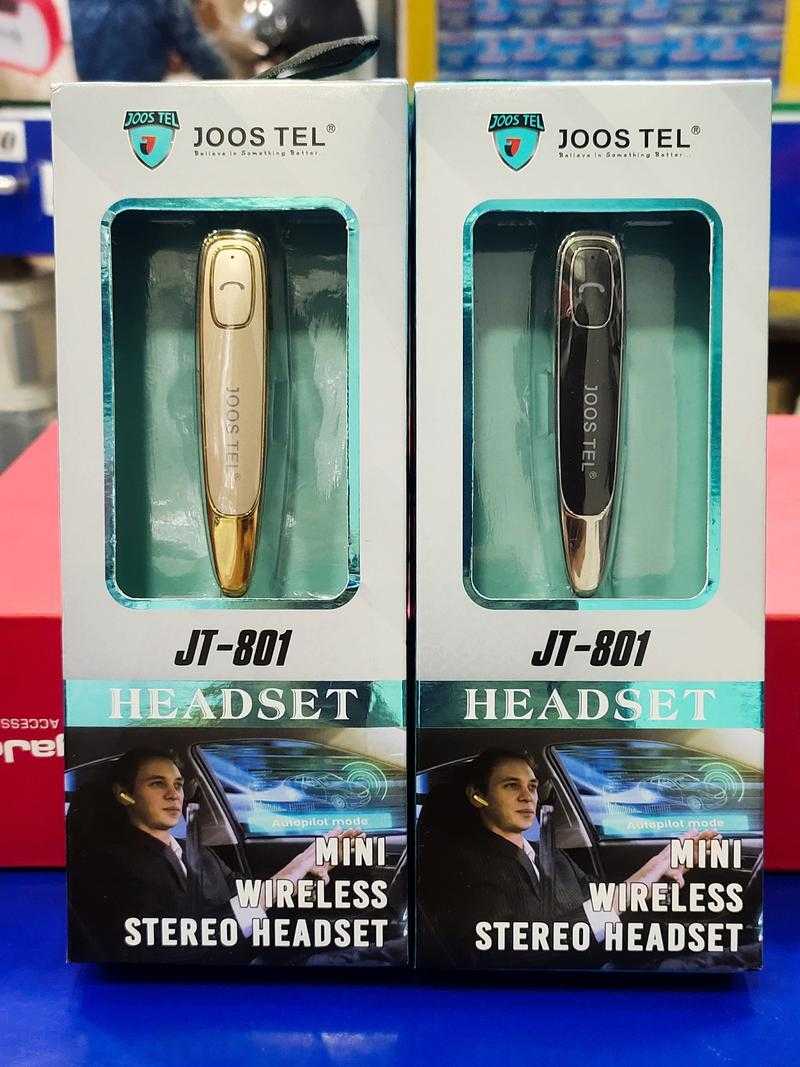 JOOS TEL
JOOS TEL®
Believe in Something Better...
JOOS TEL®
JT-801
HEADSET
Autopilot mode
MINI
WIRELESS
STEREO HEADSET
JOOS TEL
JOOS TEL®
Believe in Something Better...
JOOS TEL®
JT-801
HEADSET
Autopilot mode
MINI
WIRELESS
STEREO HEADSET
ACCESS